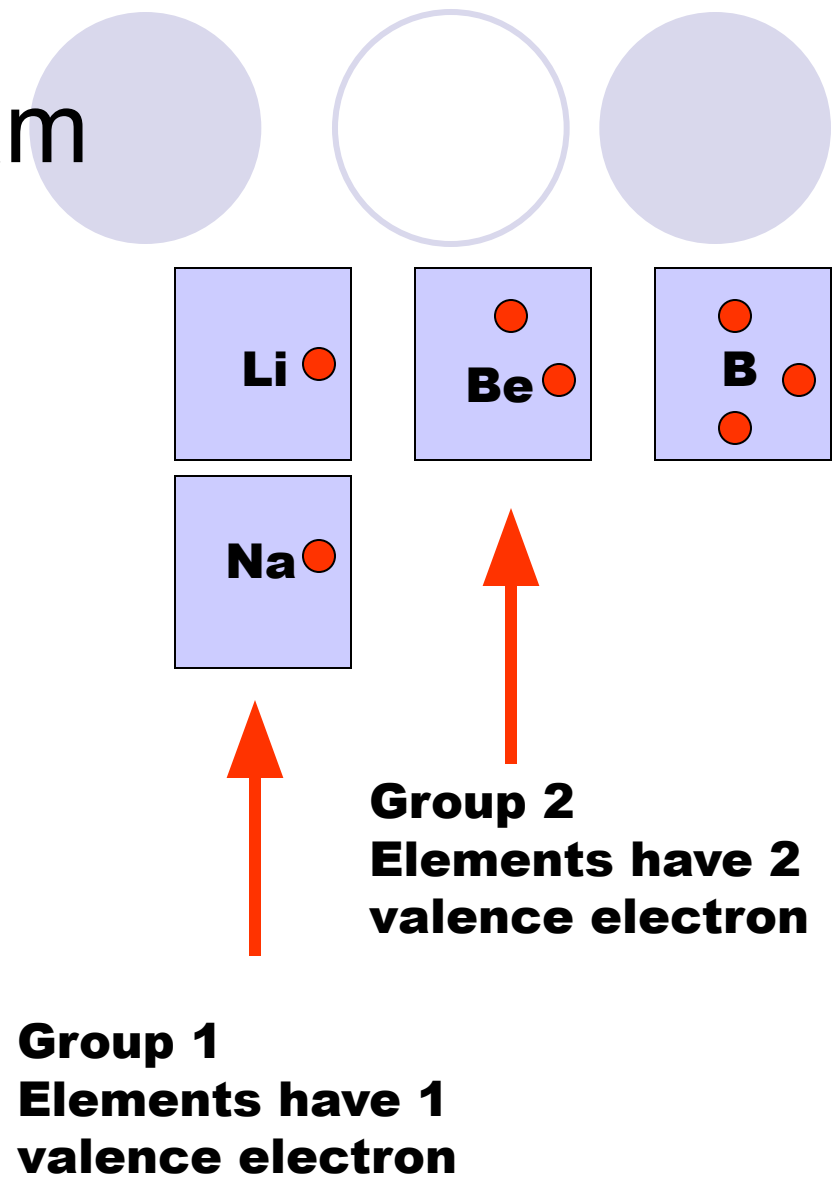 m
Li
Be
B
Na
Group 2
Elements have 2
valence electron
Group 1
Elements have 1
valence electron